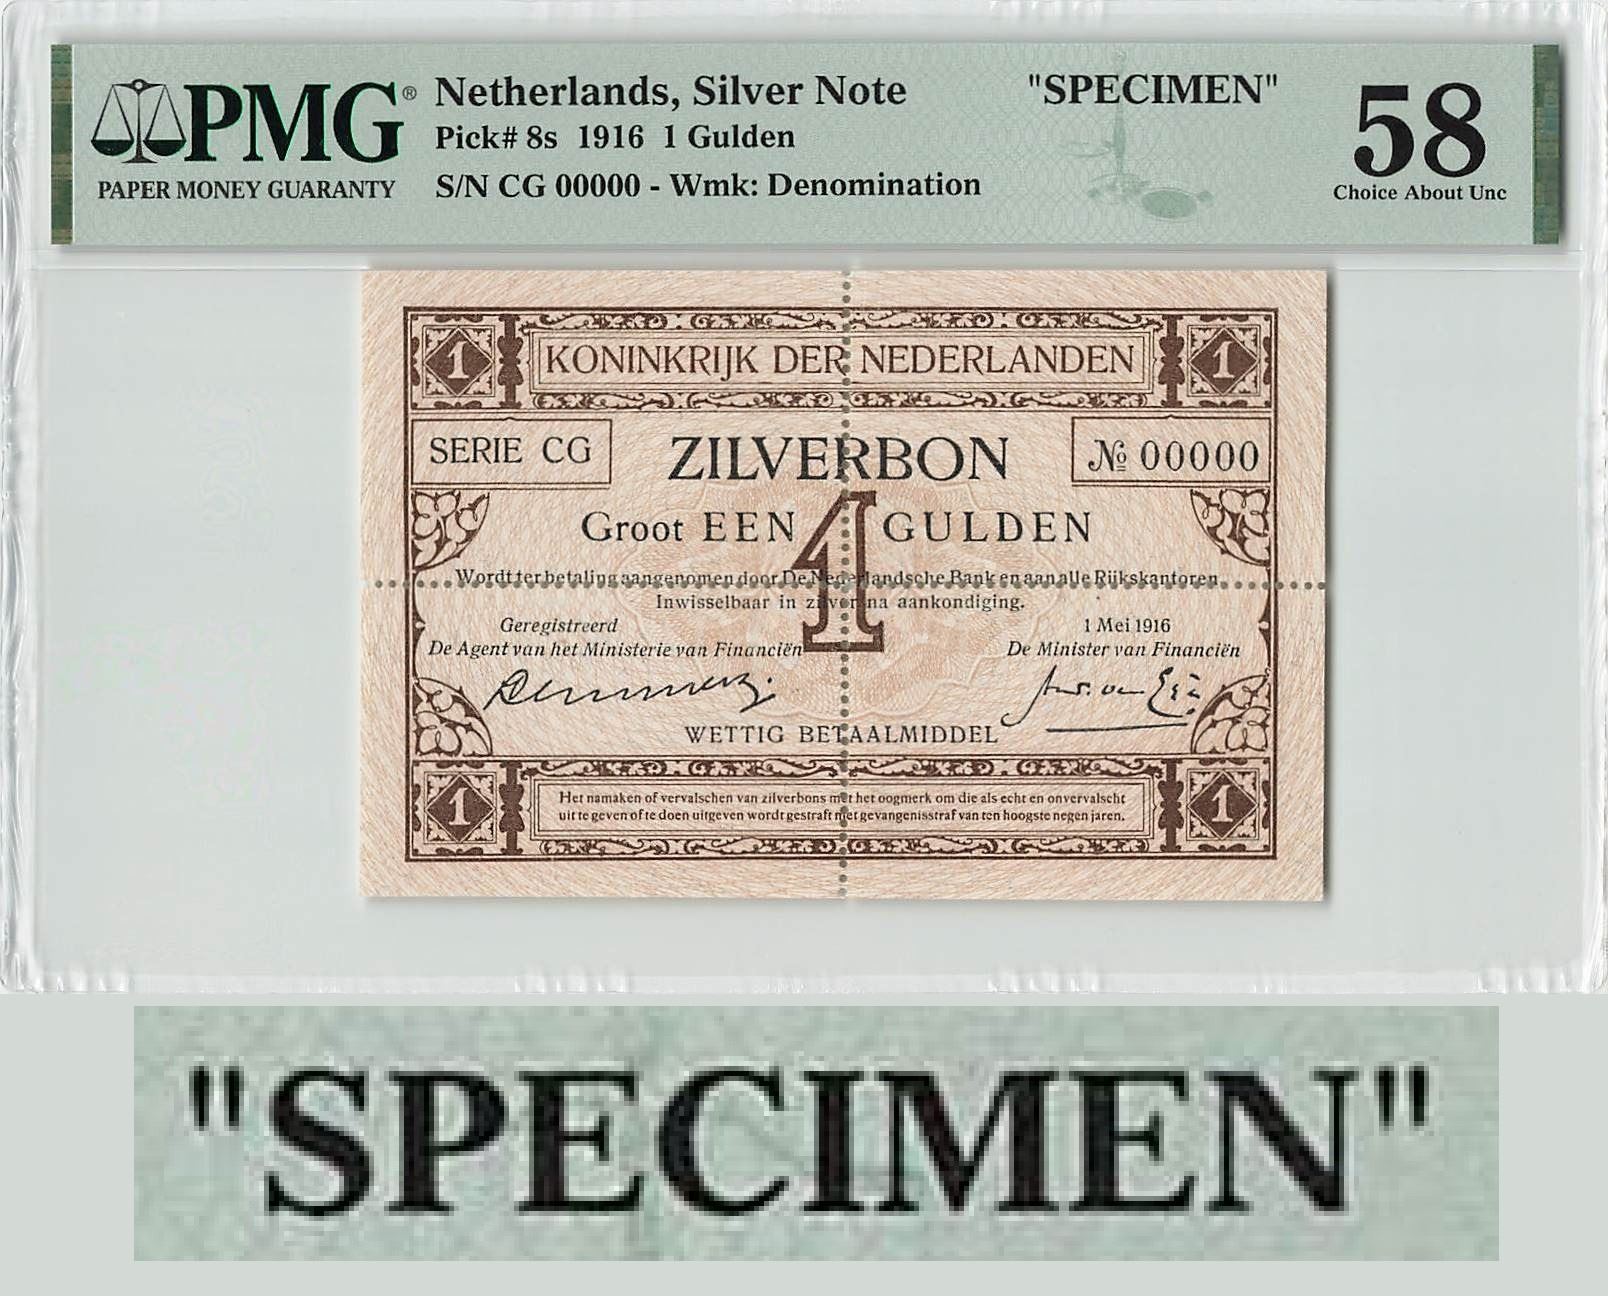 PMG®
PAPER MONEY GUARANTY
Netherlands, Silver Note
Pick# 8s 1916 1 Gulden
S/N CG 00000 - Wmk: Denomination
"SPECIMEN"
58
Choice About Unc
1 KONINKRIJK DER NEDERLANDEN 1
SERIE CG
ZILVERBON
№ 00000
Groot EEN 1 GULDEN
Wordt ter betaling aangenomen door De Nederlandsche Bank en aan alle Rijkskantoren.
Inwisselbaar in zilver na aankondiging.
Geregistreerd
De Agent van het Ministerie van Financiën
1 Mei 1916
De Minister van Financiën
WETTIG BETAALMIDDEL
1 1
Het namaken of vervalschen van zilverbons met het oogmerk om die als echt en onvervalscht
uit te geven of te doen uitgeven wordt gestraft met gevangenisstraf van ten hoogste negen jaren.
"SPECIMEN"